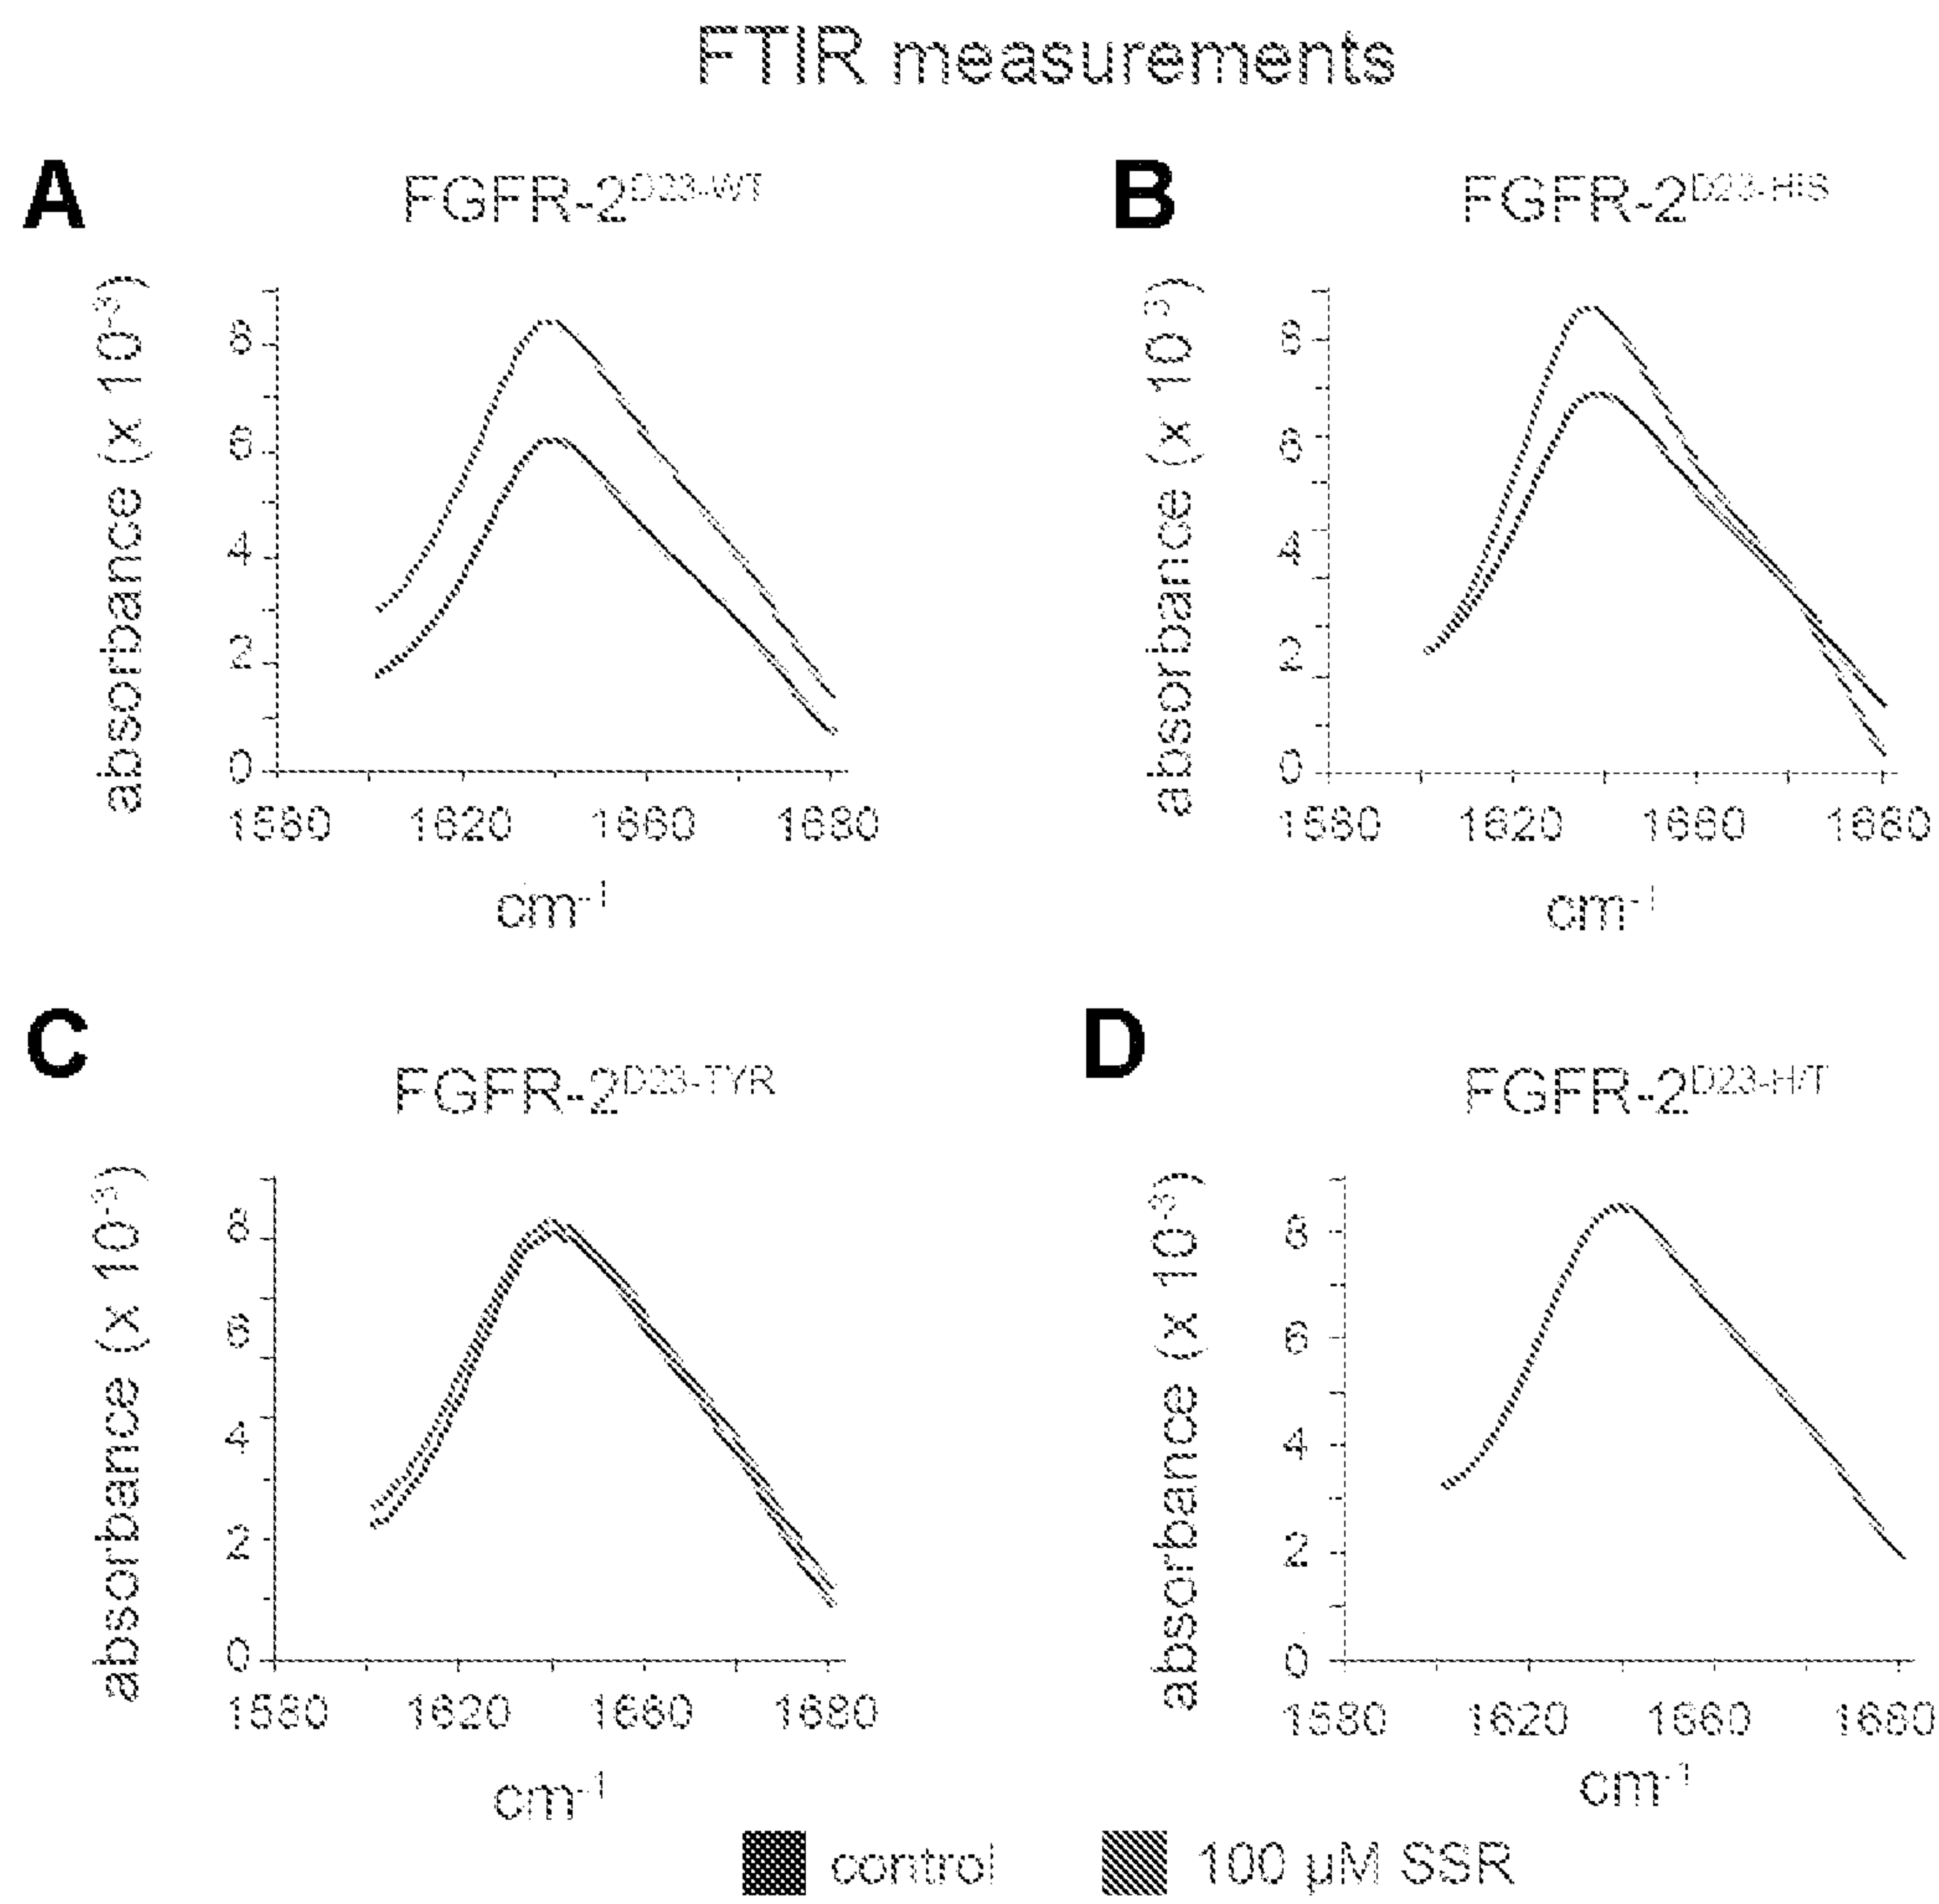 FTIR measurements
A
FGFR-2D23-WT
absorbance (x 10-3)
8
6
4
2
0
1580 1620 1660 1680
cm-1
B
FGFR-2D23-HIS
absorbance (x 10-3)
8
6
4
2
0
1580 1620 1660 1680
cm-1
C
FGFR-2D23-TYR
absorbance (x 10-3)
8
6
4
2
0
1580 1620 1660 1680
cm-1
D
FGFR-2D23-H/T
absorbance (x 10-3)
8
6
4
2
0
1580 1620 1660 1680
cm-1
control
100 µM SSR